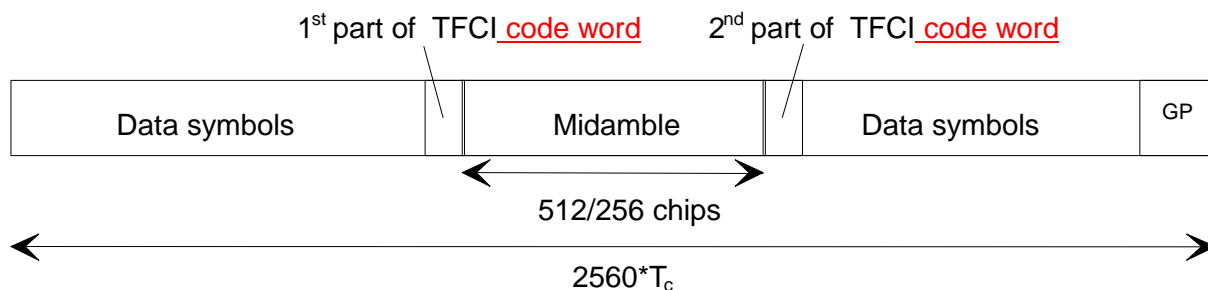 1st part of TFCI code word 2nd part of TFCI code word
Data symbols Midamble Data symbols GP
512/256 chips
2560*Tc